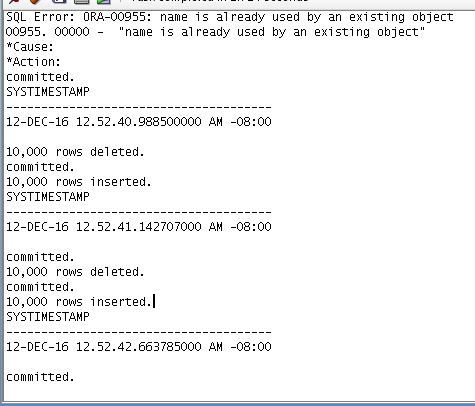 SQL Error: ORA-00955: name is already used by an existing object
00955. 00000 -  "name is already used by an existing object"
*Cause:
*Action:
committed.
SYSTIMESTAMP
-----------------------------------
12-DEC-16 12.52.40.988500000 AM -08:00
10,000 rows deleted.
committed.
10,000 rows inserted.
SYSTIMESTAMP
-----------------------------------
12-DEC-16 12.52.41.142707000 AM -08:00
committed.
10,000 rows deleted.
committed.
10,000 rows inserted.
SYSTIMESTAMP
-----------------------------------
12-DEC-16 12.52.42.663785000 AM -08:00
committed.